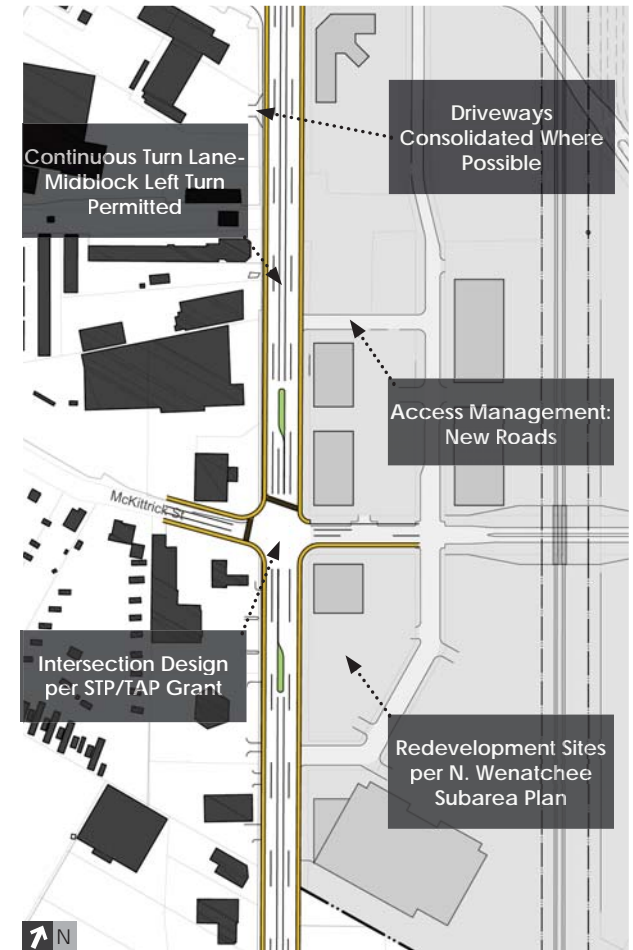 Driveways
Consolidated Where
Possible
Continuous Turn Lane-
Midblock Left Turn
Permitted
Access Management:
New Roads
McKittrick St
Intersection Design
per STP/TAP Grant
Redevelopment Sites
per N. Wenatchee
Subarea Plan
N